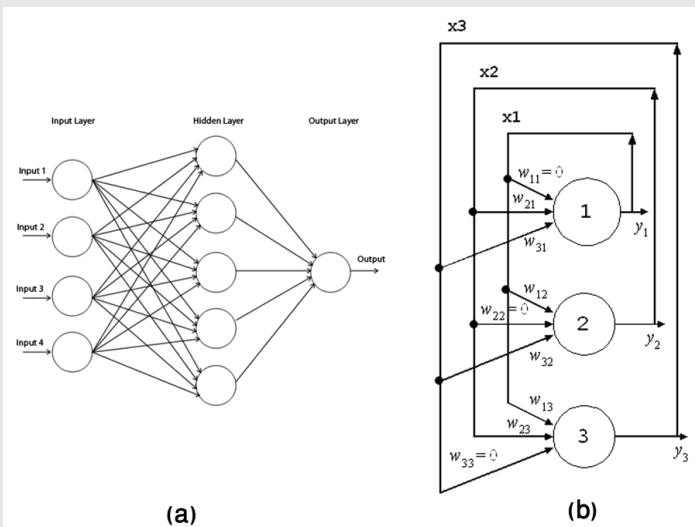 Input Layer Hidden Layer Output Layer
Input 1
Input 2
Input 3
Input 4
Output
(a)
x3
x2
x1
w11=0
w21
w31
1
y1
w12
w22=0
w32
2
y2
w13
w23
w33=0
3
y3
(b)